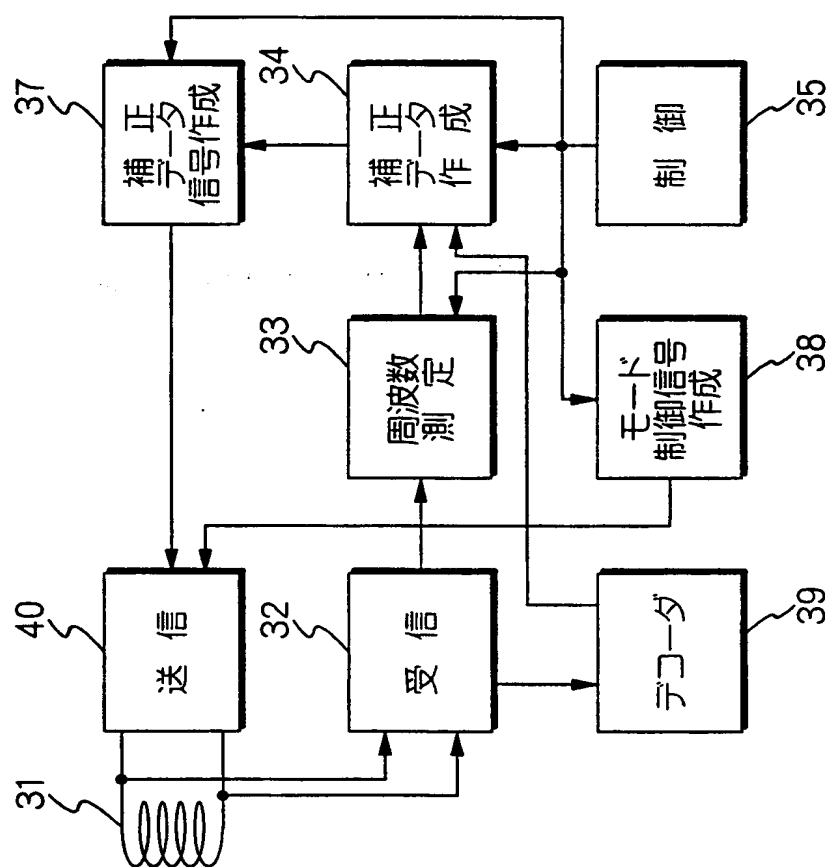 31
40
送信
37
補正
データ
信号作成
32
受信
33
周波数
測定
34
補正
データ
作成
デコーダ
39
モード
制御信号
作成
38
制御
35